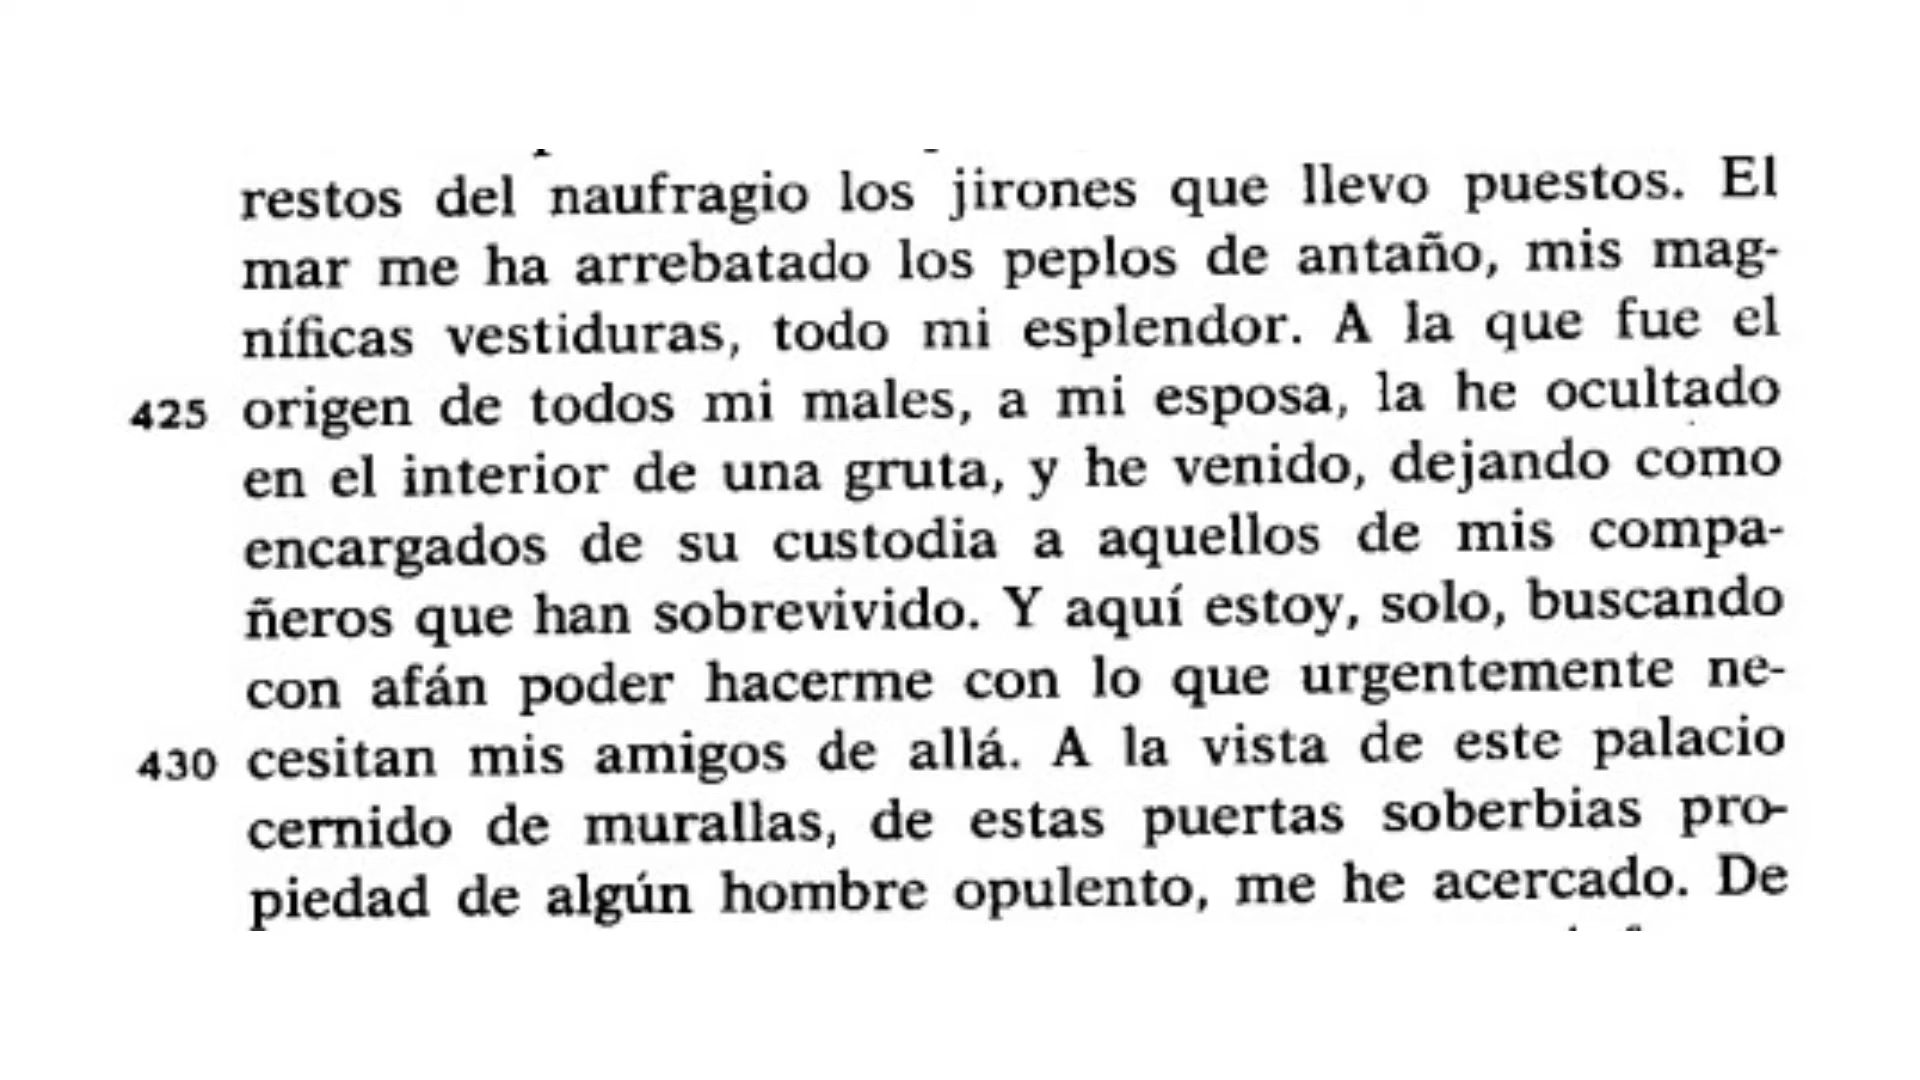 restos del naufragio los jirones que llevo puestos. El
mar me ha arrebatado los peplos de antaño, mis mag-
níficas vestiduras, todo mi esplendor. A la que fue el
425 origen de todos mi males, a mi esposa, la he ocultado
en el interior de una gruta, y he venido, dejando como
encargados de su custodia a aquellos de mis compa-
ñeros que han sobrevivido. Y aquí estoy, solo, buscando
con afán poder hacerme con lo que urgentemente ne-
430 cesitan mis amigos de allá. A la vista de este palacio
cernido de murallas, de estas puertas soberbias pro-
piedad de algún hombre opulento, me he acercado. De